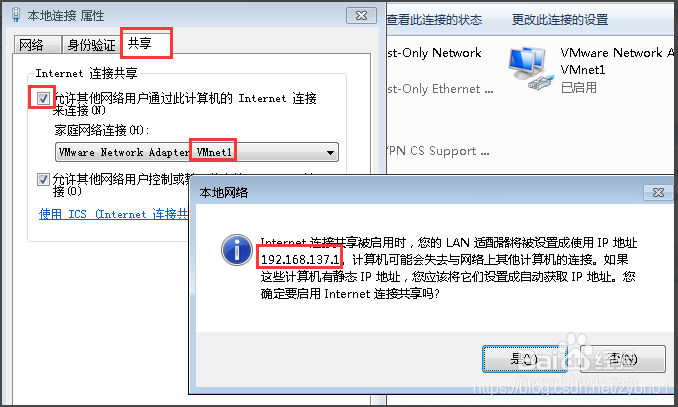 本地连接 属性
网络
身份验证
共享
Internet 连接共享
允许其他网络用户通过此计算机的 Internet 连接
来连接(N)
家庭网络连接(H):
VMware Network Adapter VMnet1
允许其他网络用户控制或
接(O)
使用 ICS (Internet 连接共
查看此连接的状态
更改此连接的设置
st-Only Network
st-Only Ethernet ...
VPN CS Support ...
VMware Network A
VMnet1
已启用
本地网络
Internet 连接共享被启用时，您的 LAN 适配器将被设置成使用 IP 地址
192.168.137.1。计算机可能会失去与网络上其他计算机的连接。如果
这些计算机有静态 IP 地址，您应该将它们设置成自动获取 IP 地址。您
确定要启用 Internet 连接共享吗?
是(Y)
否(N)
Baidu 经验
https://blog.csdn.net/zybno1